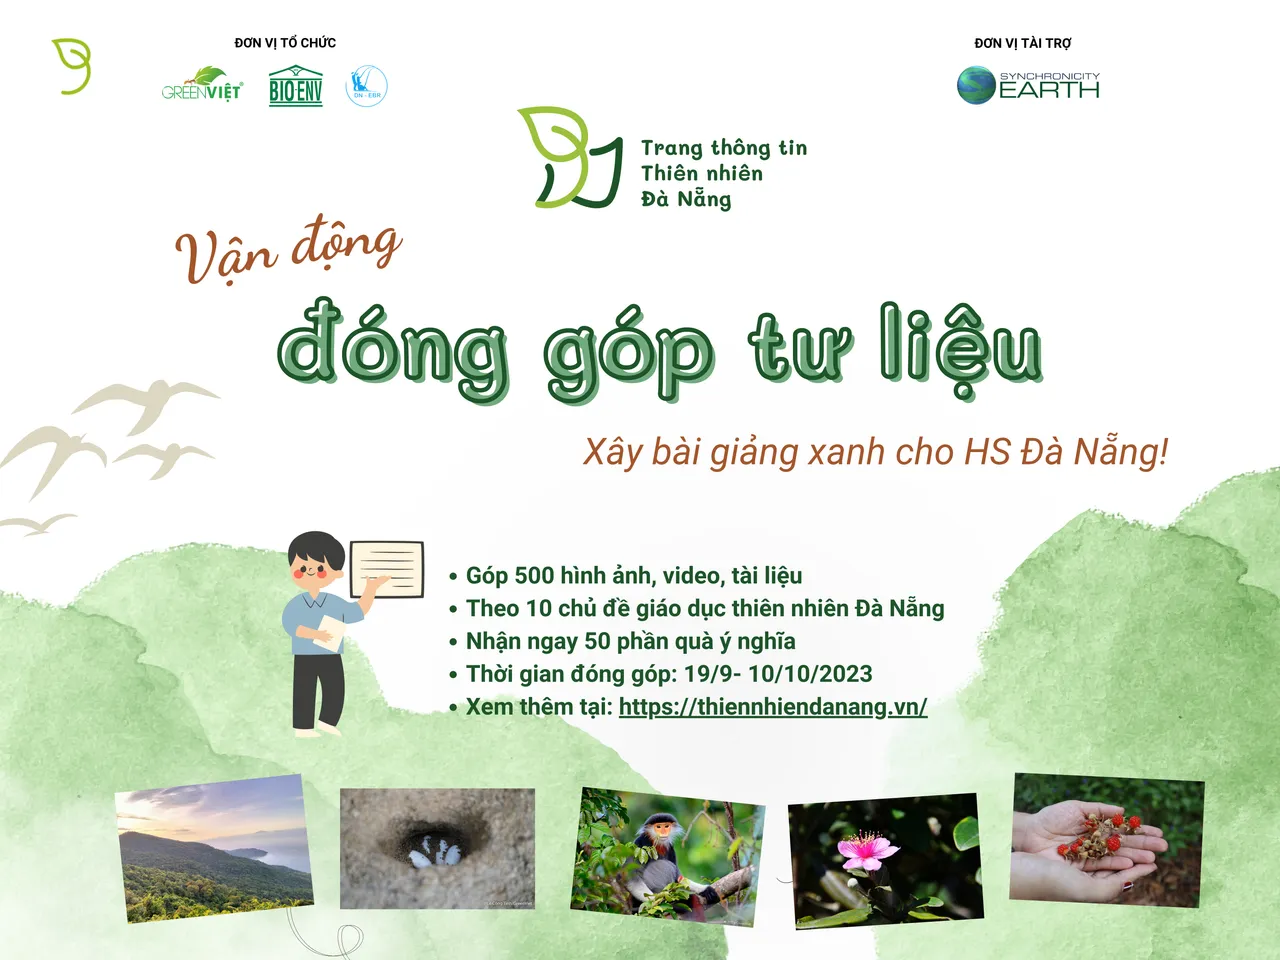 ĐƠN VỊ TỔ CHỨC
ĐƠN VỊ TÀI TRỢ
GREENVIỆT®
BIO-ENV
DN - EBR
SYNCHRONICITY
EARTH
Trang thông tin
Thiên nhiên
Đà Nẵng
Vận động
đóng góp tư liệu
Xây bài giảng xanh cho HS Đà Nẵng!
• Góp 500 hình ảnh, video, tài liệu
• Theo 10 chủ đề giáo dục thiên nhiên Đà Nẵng
• Nhận ngay 50 phần quà ý nghĩa
• Thời gian đóng góp: 19/9- 10/10/2023
• Xem thêm tại: https://thiennhiendanang.vn/